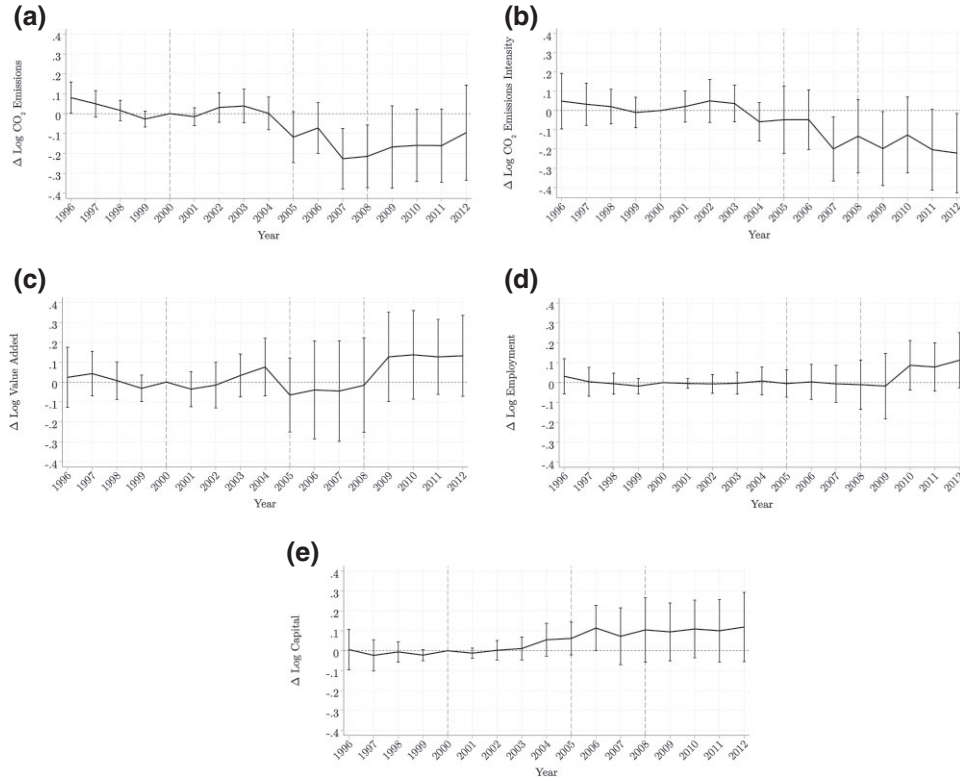 (a)
Δ Log CO₂ Emissions
.4
.3
.2
.1
0
-.1
-.2
-.3
-.4
1996 1997 1998 1999 2000 2001 2002 2003 2004 2005 2006 2007 2008 2009 2010 2011 2012
Year
(b)
Δ Log CO₂ Emissions Intensity
.4
.3
.2
.1
0
-.1
-.2
-.3
-.4
1996 1997 1998 1999 2000 2001 2002 2003 2004 2005 2006 2007 2008 2009 2010 2011 2012
Year
(c)
Δ Log Value Added
.4
.3
.2
.1
0
-.1
-.2
-.3
-.4
1996 1997 1998 1999 2000 2001 2002 2003 2004 2005 2006 2007 2008 2009 2010 2011 2012
Year
(d)
Δ Log Employment
.4
.3
.2
.1
0
-.1
-.2
-.3
-.4
1996 1997 1998 1999 2000 2001 2002 2003 2004 2005 2006 2007 2008 2009 2010 2011 2012
Year
(e)
Δ Log Capital
.4
.3
.2
.1
0
-.1
-.2
-.3
-.4
1996 1997 1998 1999 2000 2001 2002 2003 2004 2005 2006 2007 2008 2009 2010 2011 2012
Year